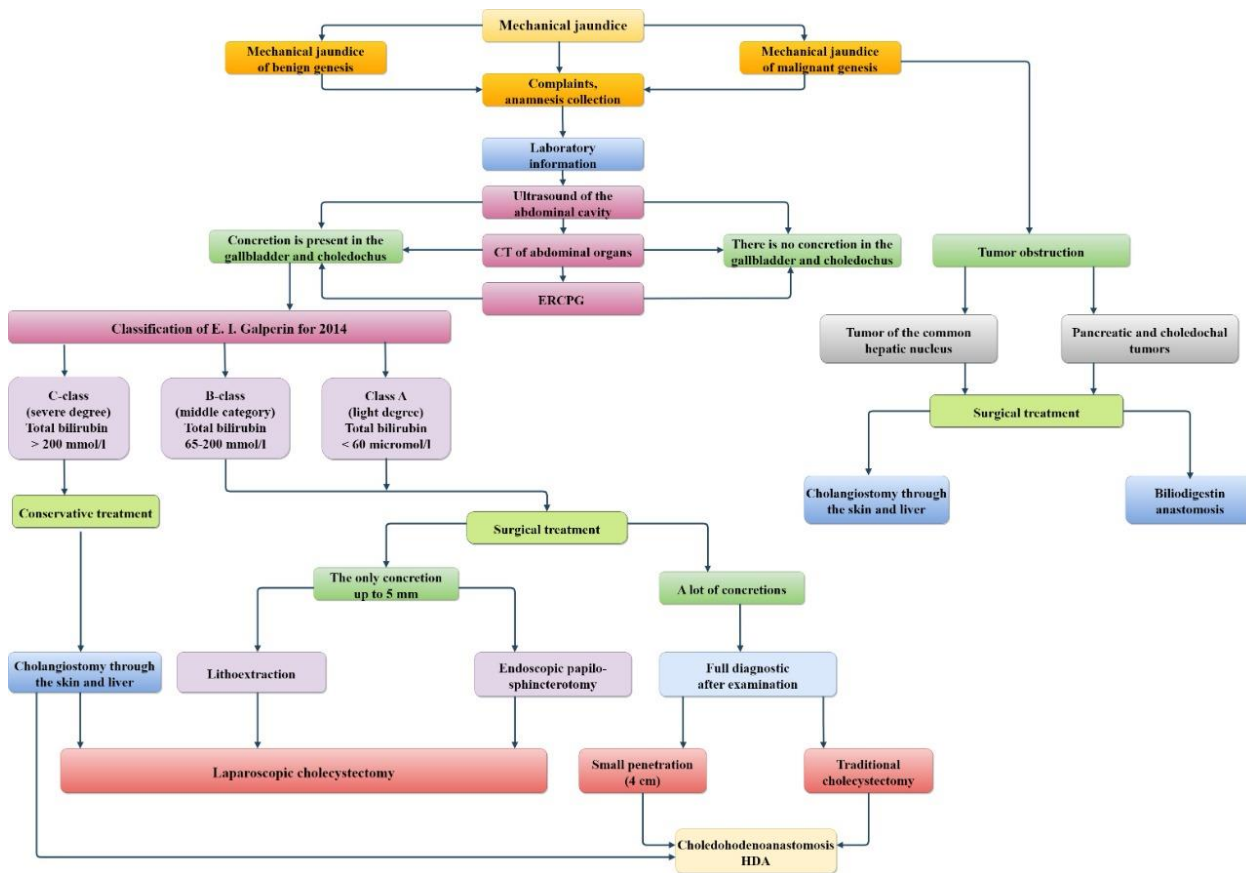 Mechanical jaundice
Mechanical jaundice
of benign genesis
Mechanical jaundice
of malignant genesis
Complaints,
anamnesis collection
Laboratory
information
Ultrasound of the
abdominal cavity
Concretion is present in the
gallbladder and choledochus
CT of abdominal organs
There is no concretion in the
gallbladder and choledochus
Tumor obstruction
ERCPG
Classification of E. I. Galperin for 2014
Tumor of the common
hepatic nucleus
Pancreatic and choledochal
tumors
C-class
(severe degree)
Total bilirubin
> 200 mmol/l
B-class
(middle category)
Total bilirubin
65-200 mmol/l
Class A
(light degree)
Total bilirubin
< 60 micromol/l
Surgical treatment
Cholangiostomy through
the skin and liver
Biliodigestin
anastomosis
Conservative treatment
Surgical treatment
The only concretion
up to 5 mm
A lot of concretions
Cholangiostomy through
the skin and liver
Lithoextraction
Endoscopic papilo-
sphincterotomy
Full diagnostic
after examination
Laparoscopic cholecystectomy
Small penetration
(4 cm)
Traditional
cholecystectomy
Choledohodenoanastomosis
HDA